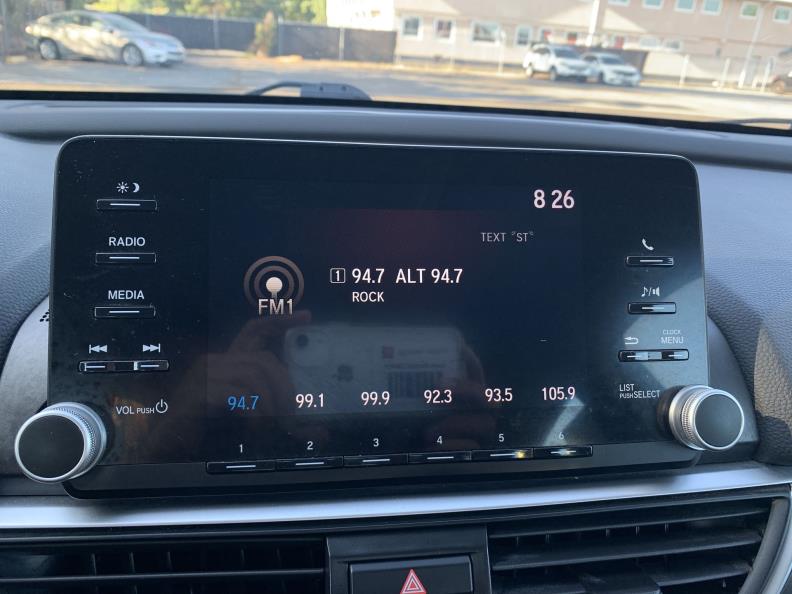 8 26
RADIO
TEXT "ST"
1 94.7 ALT 94.7
ROCK
MEDIA
FM1
CLOCK
MENU
VOL PUSH
LIST
PUSH SELECT
94.7 99.1 99.9 92.3 93.5 105.9
1 2 3 4 5 6